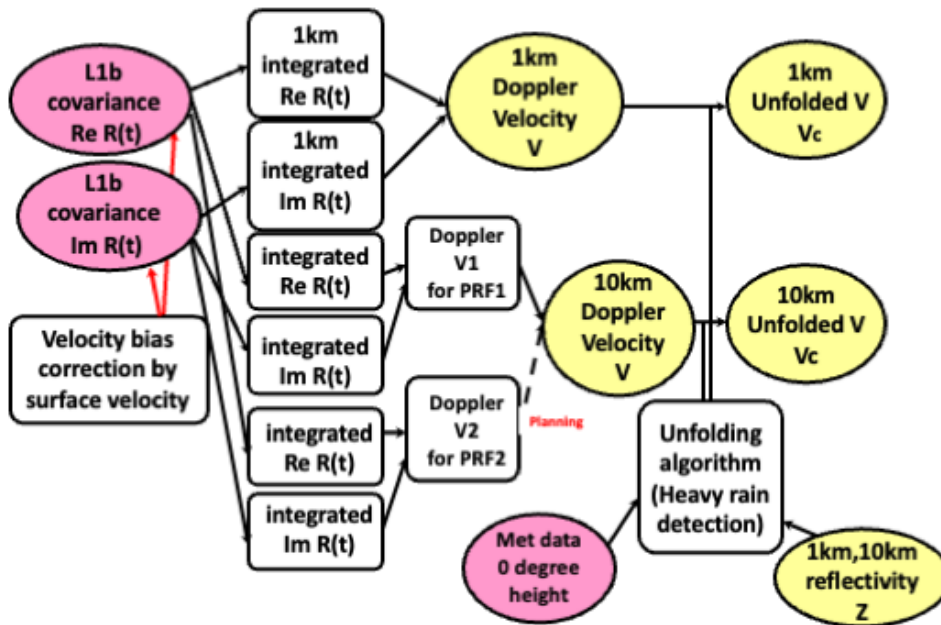 L1b
covariance
Re R(t)
L1b
covariance
Im R(t)
Velocity bias
correction by
surface velocity
1km
integrated
Re R(t)
1km
integrated
Im R(t)
integrated
Re R(t)
integrated
Im R(t)
integrated
Re R(t)
integrated
Im R(t)
Doppler
V1
for PRF1
Doppler
V2
for PRF2
Planning
1km
Doppler
Velocity
V
10km
Doppler
Velocity
V
1km
Unfolded V
Vc
10km
Unfolded V
Vc
Unfolding
algorithm
(Heavy rain
detection)
Met data
0 degree
height
1km,10km
reflectivity
Z